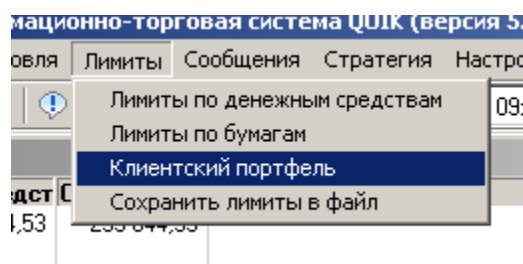 мационно-торговая система QUIK (версия 5.
овля Лимиты Сообщения Стратегия Настро
Лимиты по денежным средствам 09:
Лимиты по бумагам
Клиентский портфель
дст
Сохранить лимиты в файл
,53